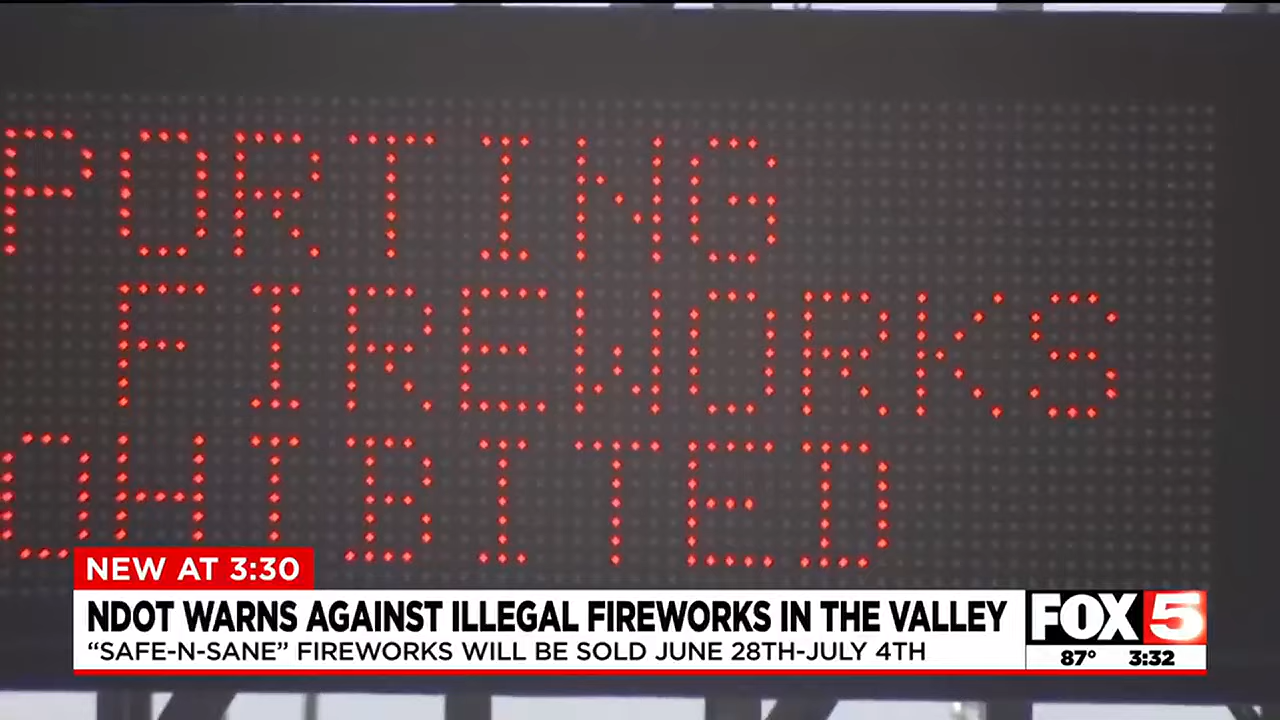 PORTING
FIREWORKS
OHIBITED
NEW AT 3:30
NDOT WARNS AGAINST ILLEGAL FIREWORKS IN THE VALLEY
“SAFE-N-SANE” FIREWORKS WILL BE SOLD JUNE 28TH-JULY 4TH
FOX 5
87° 3:32